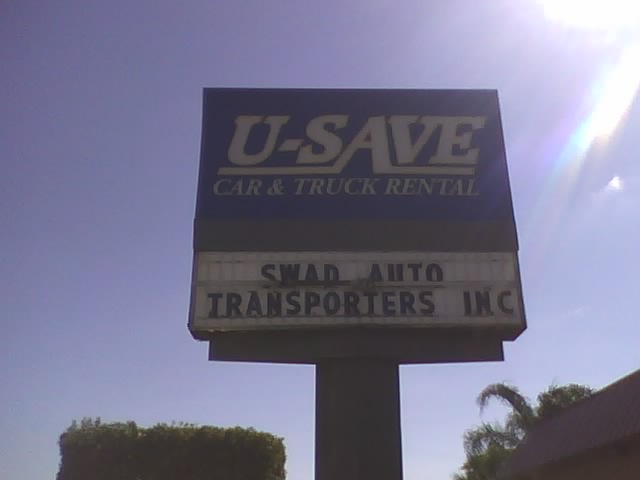 U-SAVE
CAR & TRUCK RENTAL
SWAD AUTO
TRANSPORTERS INC